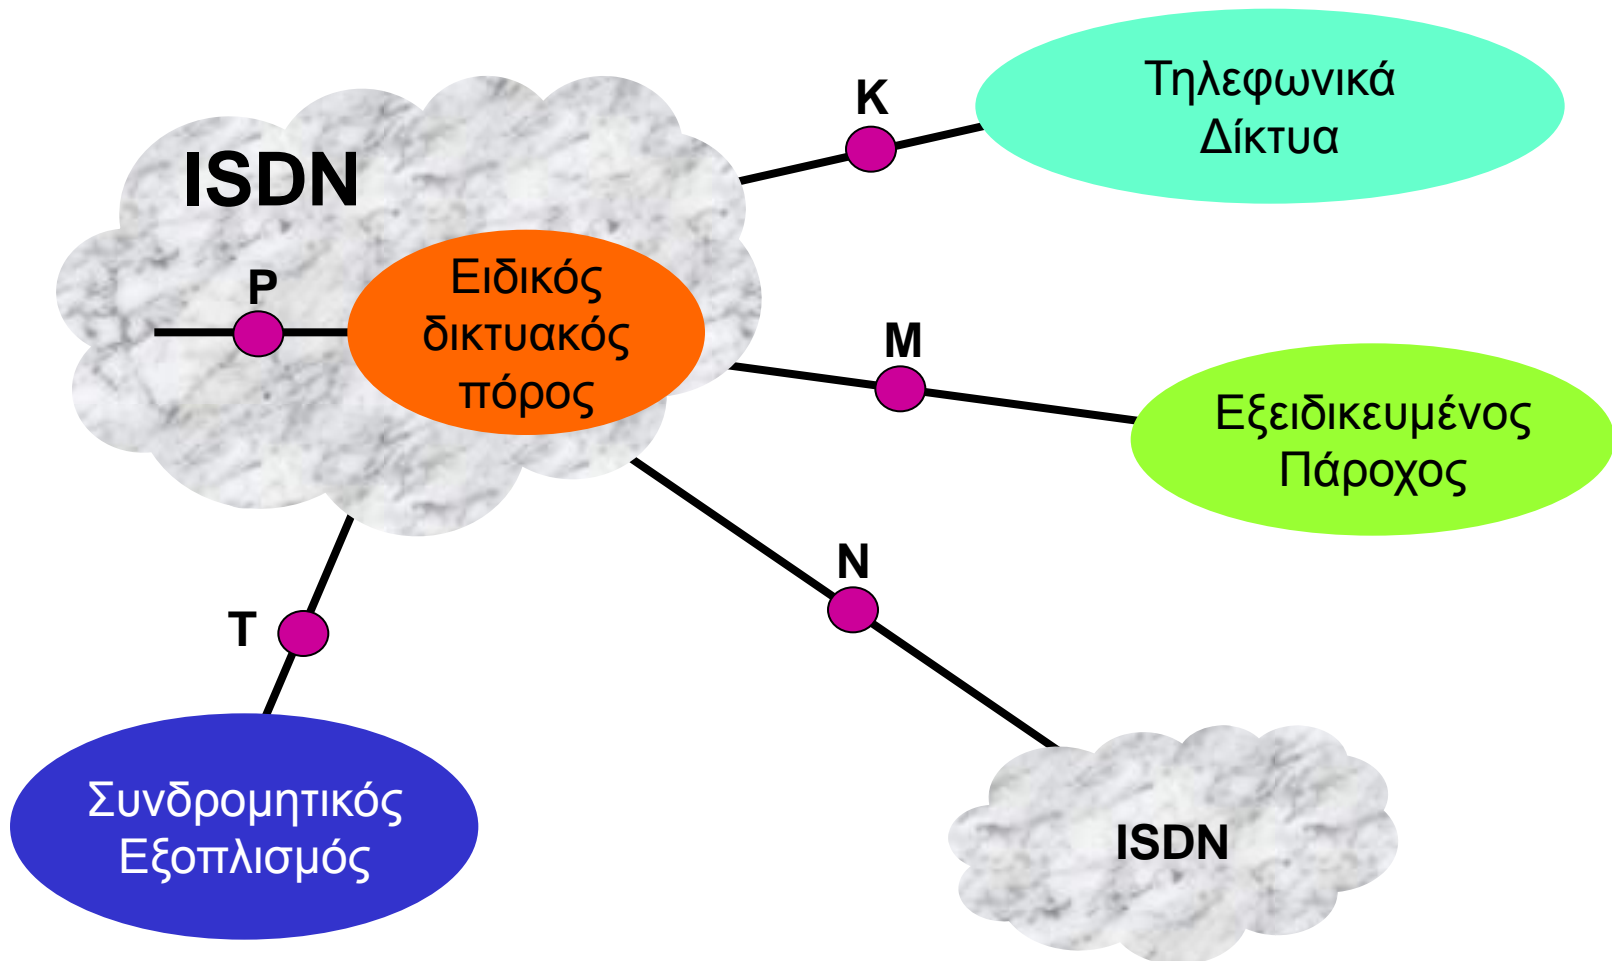 K
Τηλεφωνικά
Δίκτυα
ISDN
P
Ειδικός
δικτυακός
πόρος
M
Εξειδικευμένος
Πάροχος
N
T
Συνδρομητικός
Εξοπλισμός
ISDN